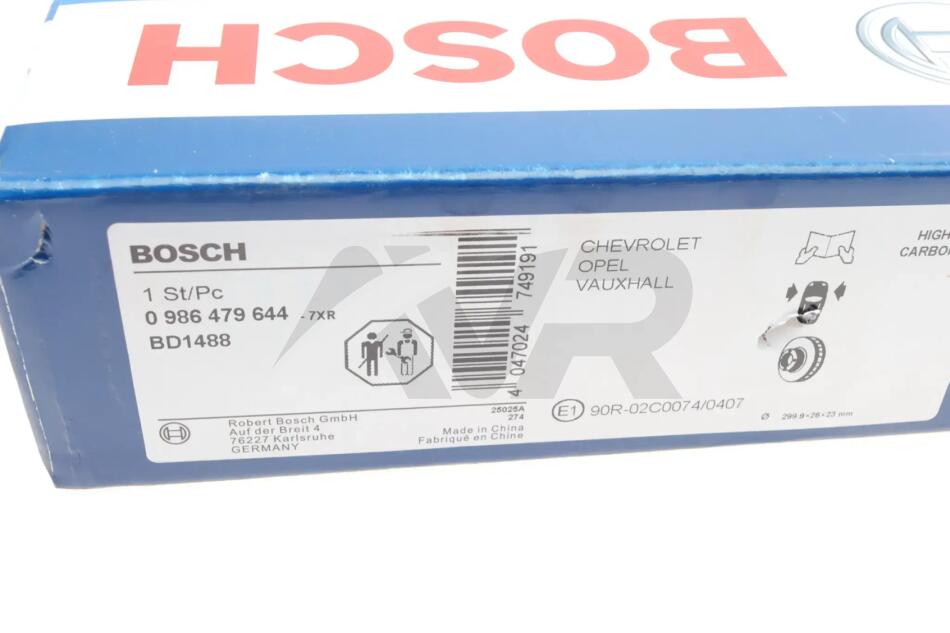 BOSCH
BOSCH
1 St/Pc
0 986 479 644 - 7XR
BD1488
Robert Bosch GmbH
Auf der Breit 4
76227 Karlsruhe
GERMANY
25025A
274
Made in China
Fabriqué en Chine
4 047024 749191
CHEVROLET
OPEL
VAUXHALL
E1 90R-02C0074/0407
HIGH
CARBON
Ø 299.9×26×23 mm
WR